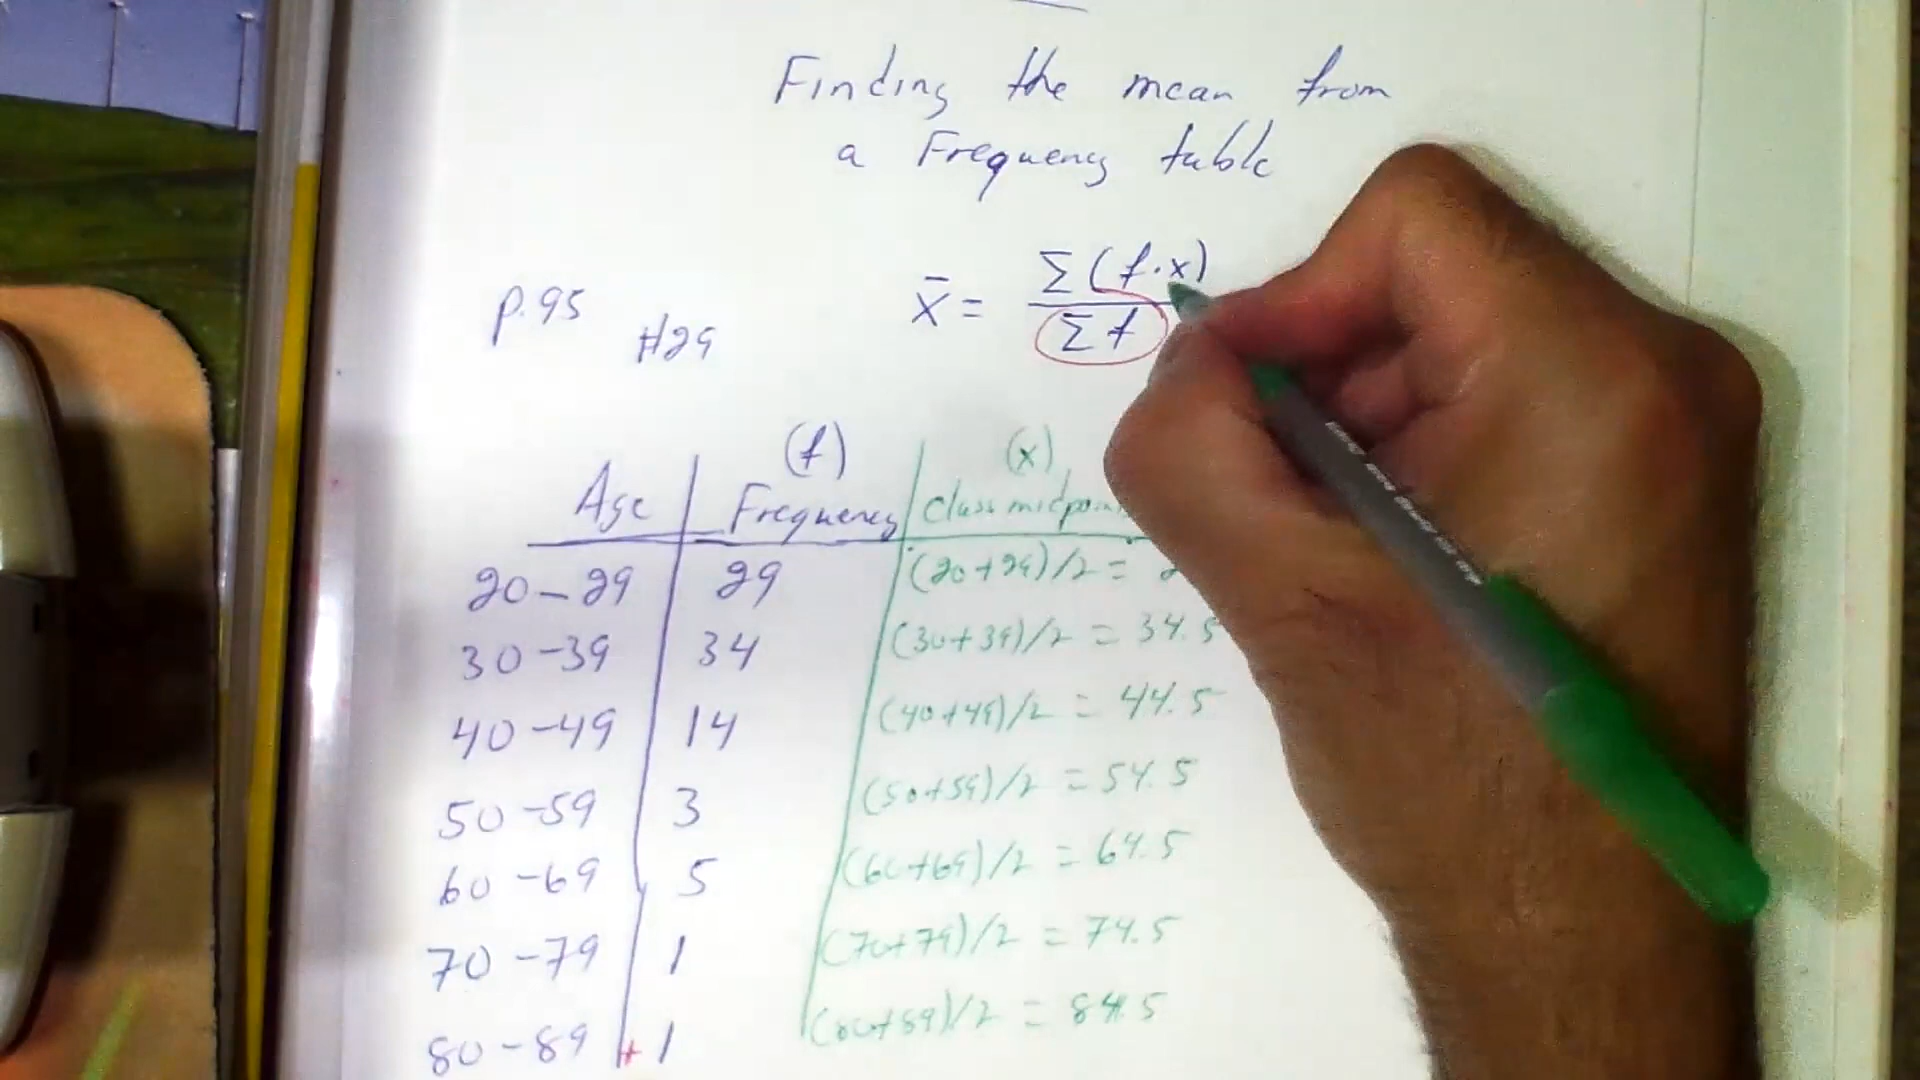 Finding the mean from
a Frequency table
x̄ = Σ(f·x)
Σf
p.95 #29
(f) (x)
Age Frequency Class
20-29 29 (20+29)/2 =
30-39 34 (30+39)/2 = 34.5
40-49 14 (40+49)/2 = 44.5
50-59 3 (50+59)/2 = 54.5
60-69 5 (60+69)/2 = 64.5
70-79 1 (70+79)/2 = 74.5
80-89 + 1 (80+89)/2 = 84.5